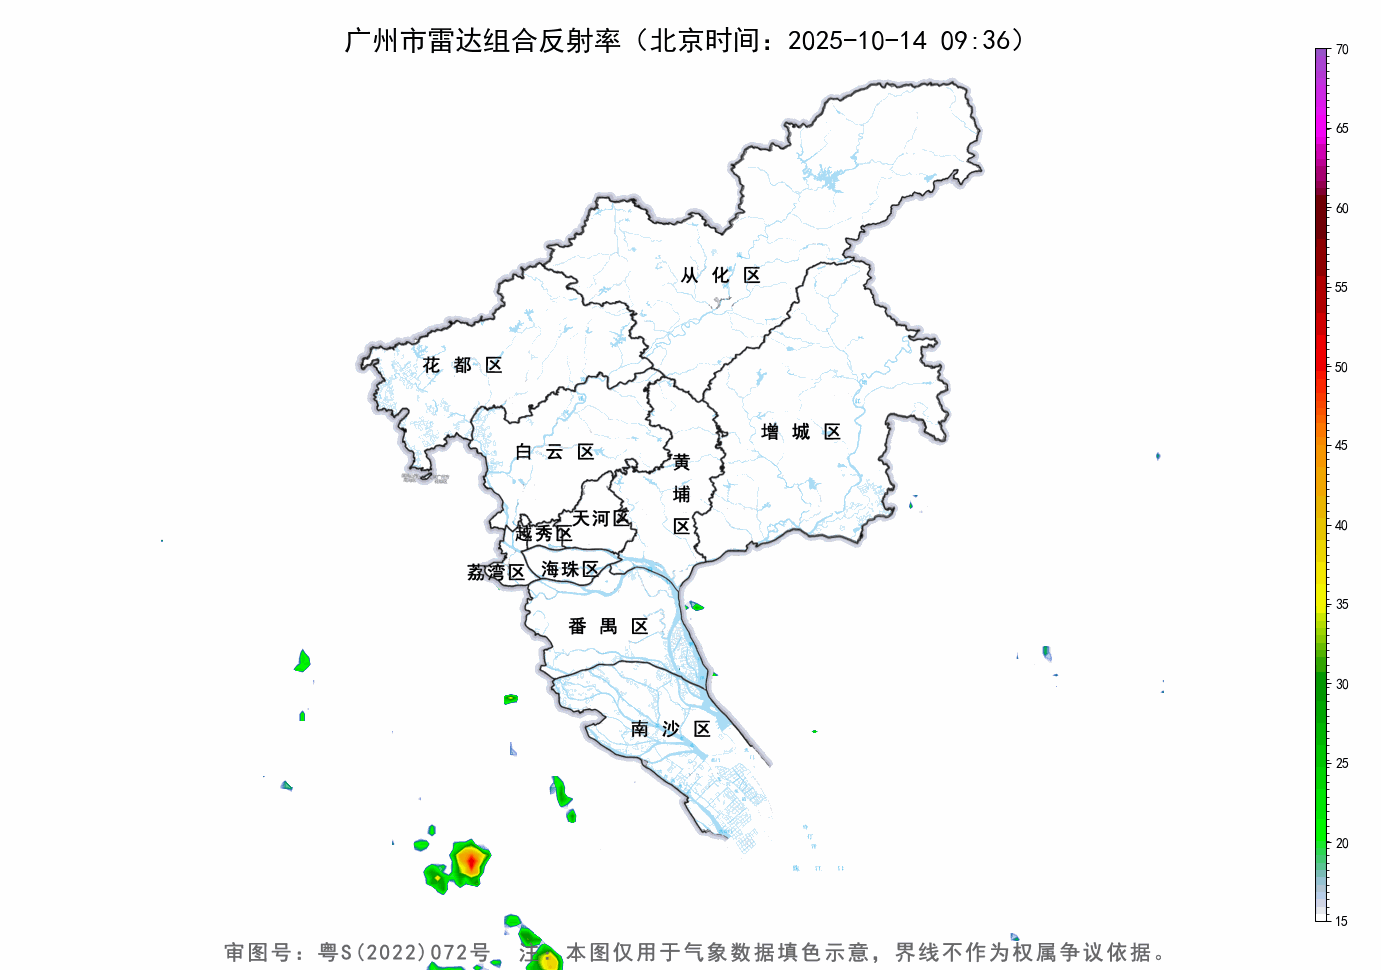 广州市雷达组合反射率（北京时间：2025-10-14 09:36）
70
65
60
55
50
45
40
35
30
25
20
15
从化区
花都区
增城区
白云区
黄埔区
天河区
越秀区
海珠区
荔湾区
番禺区
南沙区
审图号：粤S(2022)072号 注：本图仅用于气象数据填色示意，界线不作为权属争议依据。